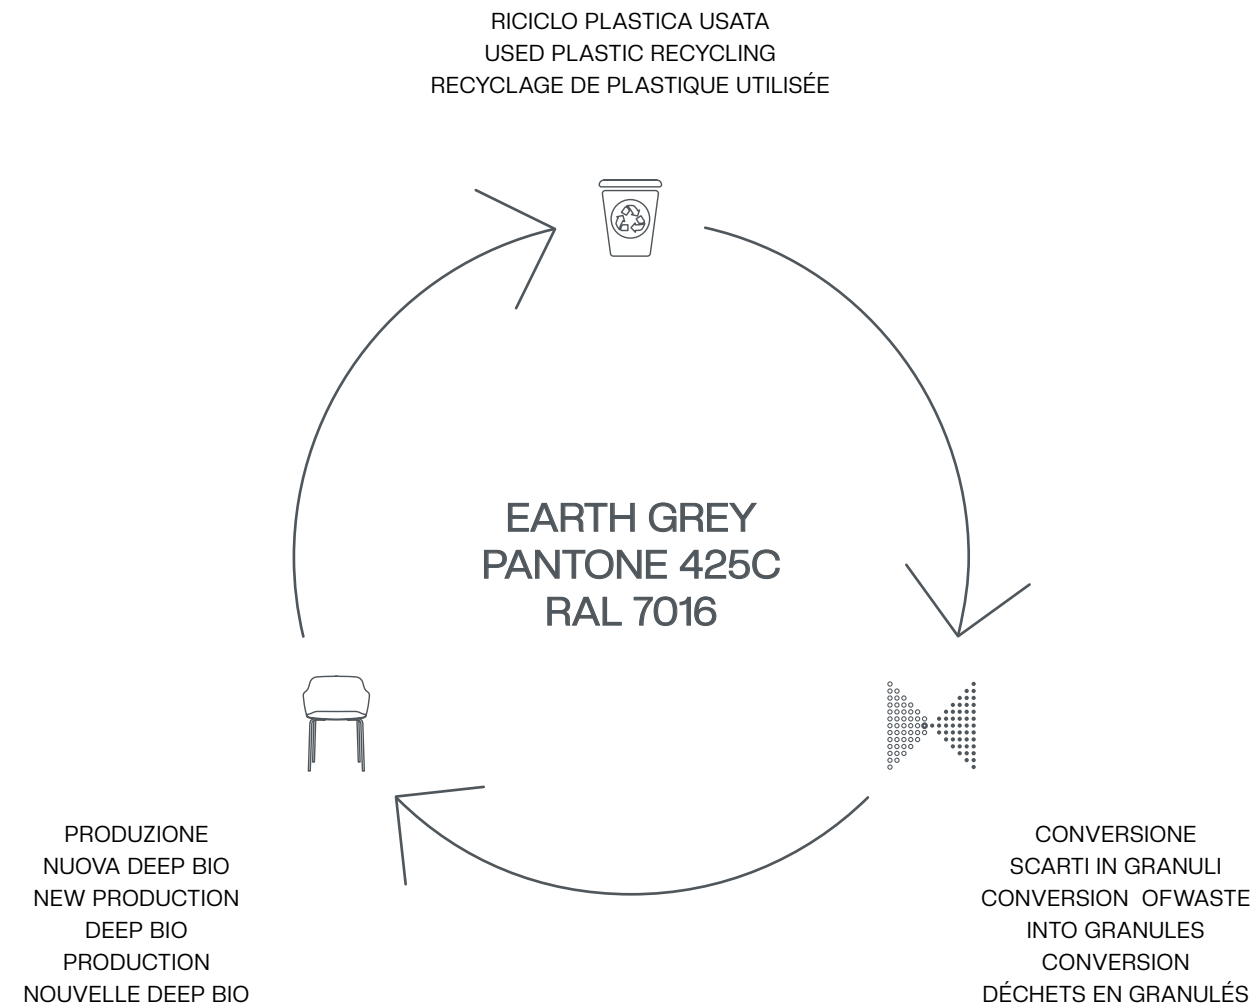 RICICLO PLASTICA USATA
USED PLASTIC RECYCLING
RECYCLAGE DE PLASTIQUE UTILISÉE
EARTH GREY
PANTONE 425C
RAL 7016
PRODUZIONE
NUOVA DEEP BIO
NEW PRODUCTION
DEEP BIO
PRODUCTION
NOUVELLE DEEP BIO
CONVERSIONE
SCARTI IN GRANULI
CONVERSION OFWASTE
INTO GRANULES
CONVERSION
DÉCHETS EN GRANULÉS